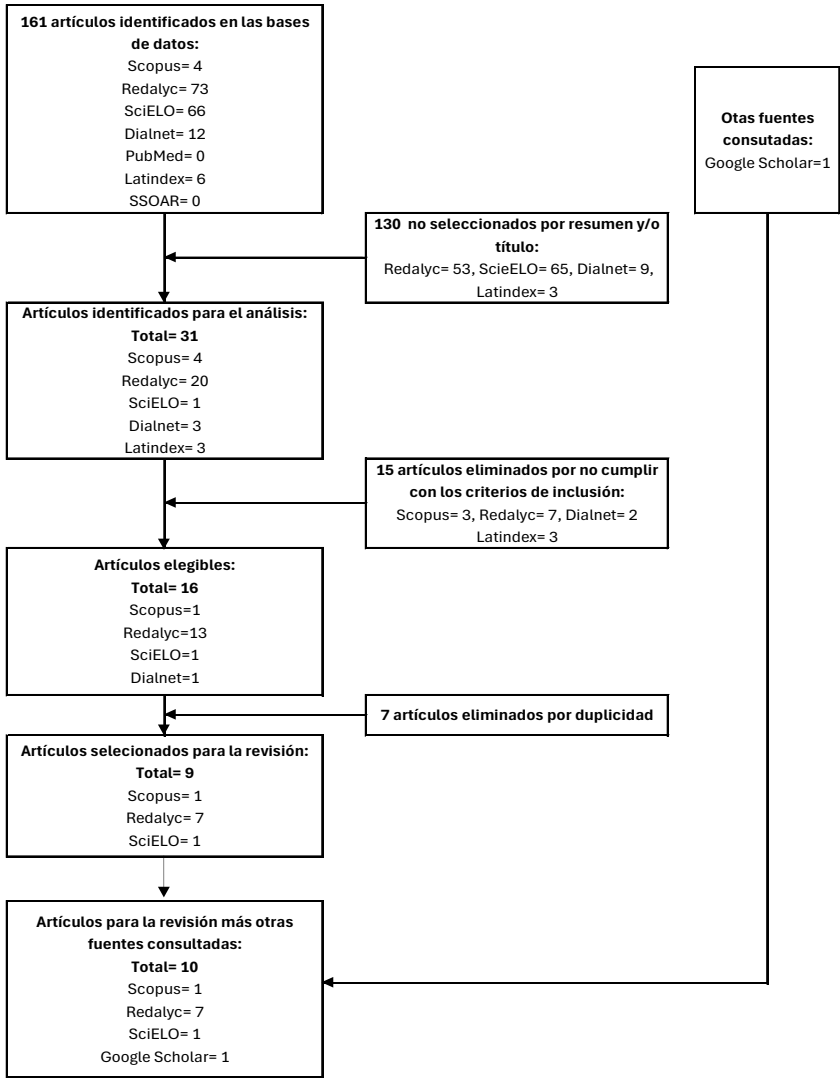 161 artículos identificados en las bases
de datos:
Scopus= 4
Redalyc= 73
SciELO= 66
Dialnet= 12
PubMed= 0
Latindex= 6
SSOAR= 0
Otas fuentes
consutadas:
Google Scholar=1
130 no seleccionados por resumen y/o
título:
Redalyc= 53, ScieELO= 65, Dialnet= 9,
Latindex= 3
Artículos identificados para el análisis:
Total= 31
Scopus= 4
Redalyc= 20
SciELO= 1
Dialnet= 3
Latindex= 3
15 artículos eliminados por no cumplir
con los criterios de inclusión:
Scopus= 3, Redalyc= 7, Dialnet= 2
Latindex= 3
Artículos elegibles:
Total= 16
Scopus=1
Redalyc=13
SciELO=1
Dialnet=1
7 artículos eliminados por duplicidad
Artículos selecionados para la revisión:
Total= 9
Scopus= 1
Redalyc= 7
SciELO= 1
Artículos para la revisión más otras
fuentes consultadas:
Total= 10
Scopus= 1
Redalyc= 7
SciELO= 1
Google Scholar= 1